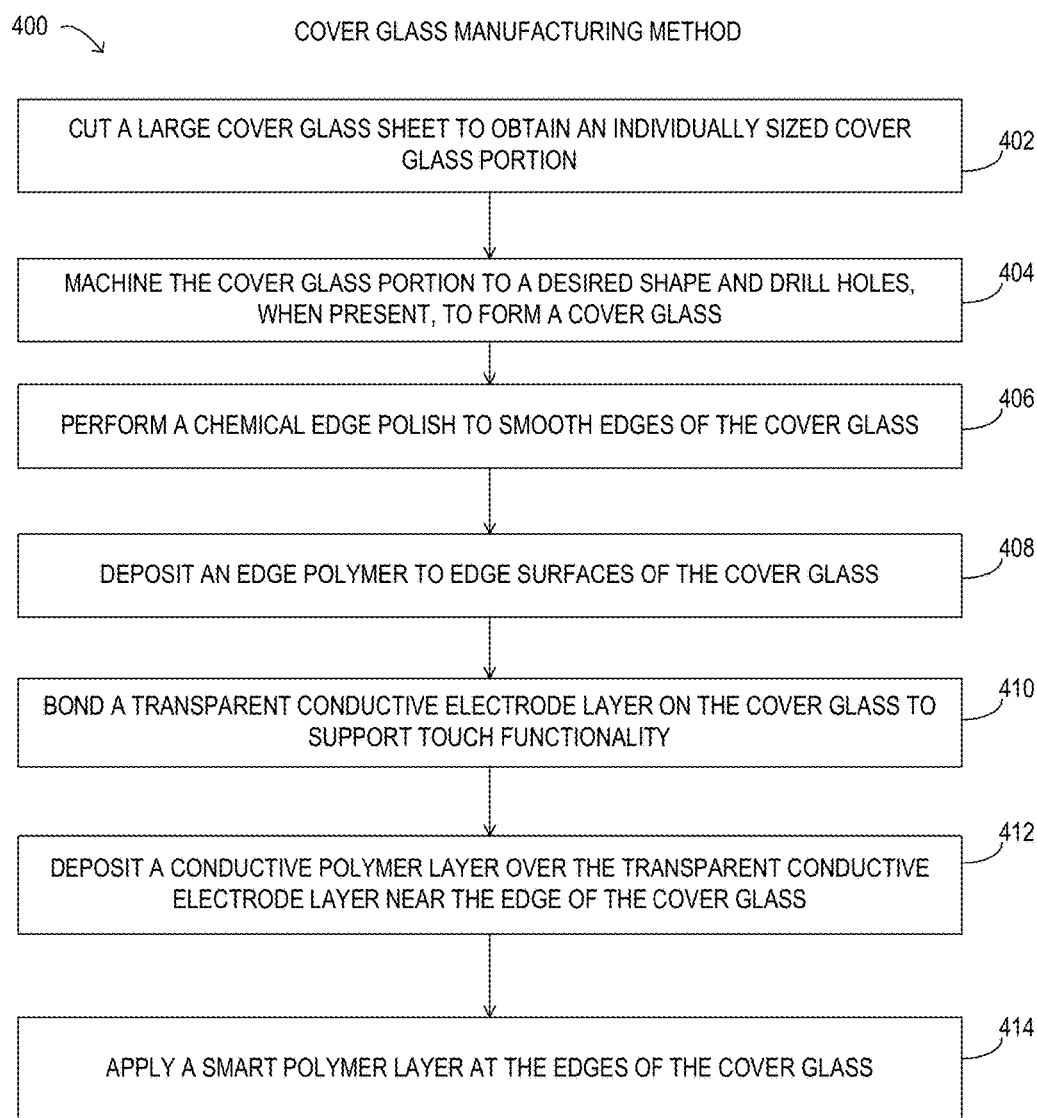 400
COVER GLASS MANUFACTURING METHOD
CUT A LARGE COVER GLASS SHEET TO OBTAIN AN INDIVIDUALLY SIZED COVER
GLASS PORTION
402
MACHINE THE COVER GLASS PORTION TO A DESIRED SHAPE AND DRILL HOLES,
WHEN PRESENT, TO FORM A COVER GLASS
404
PERFORM A CHEMICAL EDGE POLISH TO SMOOTH EDGES OF THE COVER GLASS
406
DEPOSIT AN EDGE POLYMER TO EDGE SURFACES OF THE COVER GLASS
408
BOND A TRANSPARENT CONDUCTIVE ELECTRODE LAYER ON THE COVER GLASS TO
SUPPORT TOUCH FUNCTIONALITY
410
DEPOSIT A CONDUCTIVE POLYMER LAYER OVER THE TRANSPARENT CONDUCTIVE
ELECTRODE LAYER NEAR THE EDGE OF THE COVER GLASS
412
APPLY A SMART POLYMER LAYER AT THE EDGES OF THE COVER GLASS
414